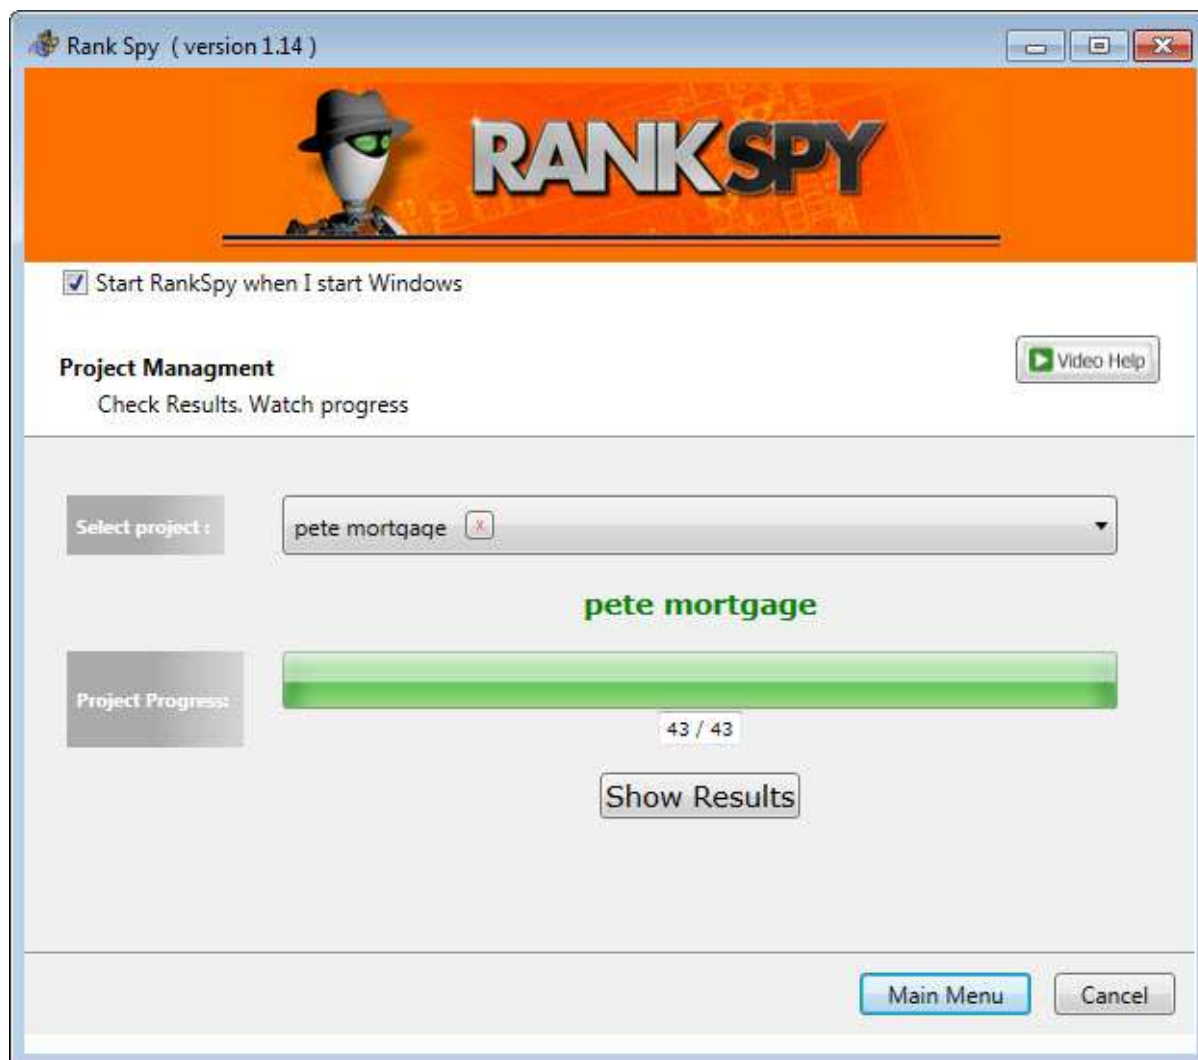 Rank Spy ( version 1.14 )
RANKSPY
Start RankSpy when I start Windows
Project Managment
Video Help
Check Results. Watch progress
Select project :
pete mortgage x
pete mortgage
Project Progress:
43 / 43
Show Results
Main Menu
Cancel